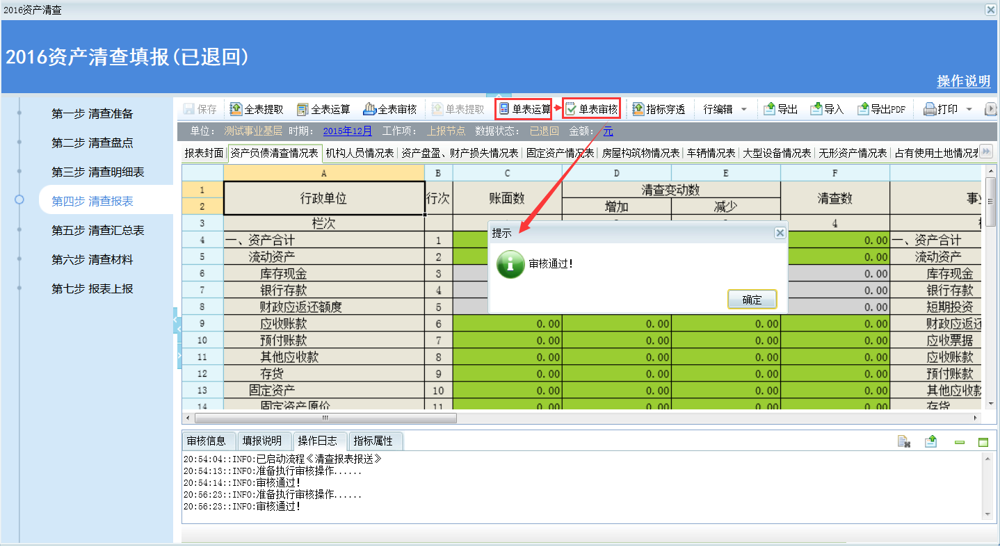 2016资产清查
2016资产清查填报(已退回)
操作说明
第一步 清查准备
第二步 清查盘点
第三步 清查明细表
第四步 清查报表
第五步 清查汇总表
第六步 清查材料
第七步 报表上报
保存 全表提取 全表运算 全表审核 单表提取 单表运算 单表审核 指标穿透 行编辑 导出 导入 导出PDF 打印
单位： 测试事业基层 时期： 2015年12月 工作项： 上报节点 数据状态： 已退回 金额： 元
报表封面 资产负债清查情况表 机构人员情况表 资产盘盈、财产损失情况表 固定资产情况表 房屋构筑物情况表 车辆情况表 大型设备情况表 无形资产情况表 占有使用土地情况
A B C D E F
1 行政单位 行次 账面数 清查变动数 清查数
2 增加 减少
3 栏次 4
4 一、资产合计 1 0.00 一、资产合计
5 流动资产 2 0.00 流动资产
6 库存现金 3 0.00 库存现金
7 银行存款 4 0.00 银行存款
8 财政应返还额度 5 0.00 短期投资
9 应收账款 6 0.00 0.00 0.00 0.00 财政应返还
10 预付账款 7 0.00 0.00 0.00 0.00 应收票据
11 其他应收款 8 0.00 0.00 0.00 0.00 应收账款
12 存货 9 0.00 0.00 0.00 0.00 预付账款
13 固定资产 10 0.00 0.00 0.00 0.00 其他应收款
14 固定资产原价 11 0.00 0.00 0.00 0.00 存货
提示
审核通过!
确定
审核信息 填报说明 操作日志 指标属性
20:54:04::INFO:已启动流程《清查报表报送》
20:54:13::INFO:准备执行审核操作......
20:54:14::INFO:审核通过!
20:56:23::INFO:准备执行审核操作......
20:56:23::INFO:审核通过!